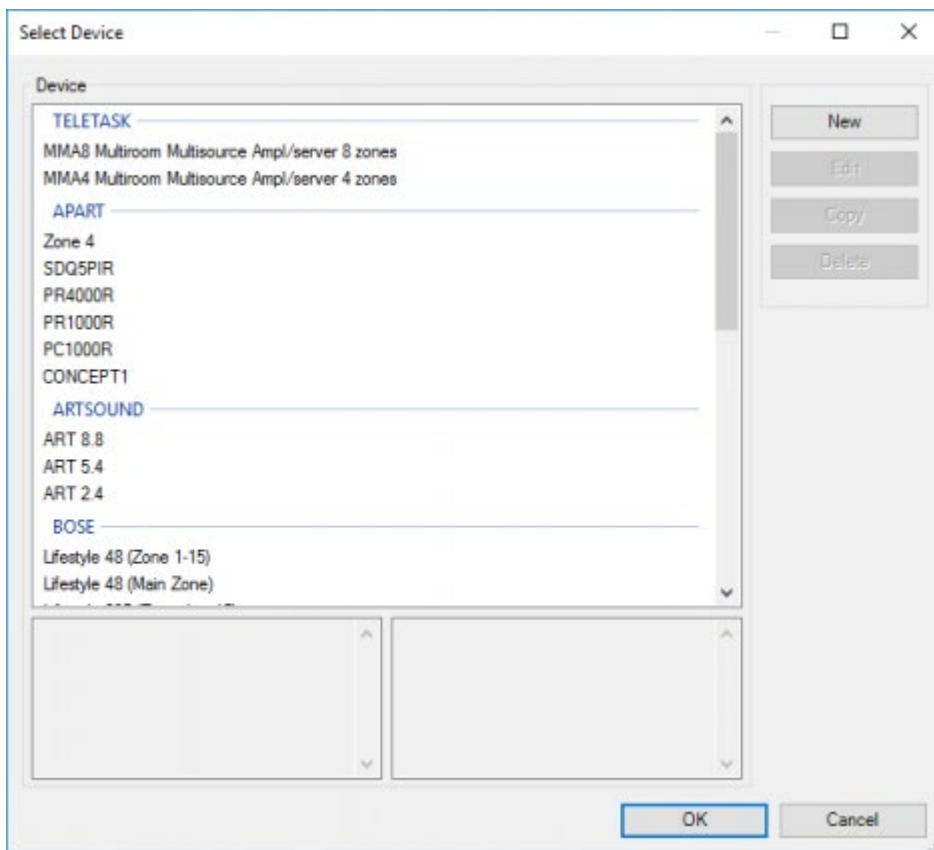 Select Device
Device
TELETASK
MMA8 Multiroom Multisource Ampl/server 8 zones
MMA4 Multiroom Multisource Ampl/server 4 zones
APART
Zone 4
SDQ5PIR
PR4000R
PR1000R
PC1000R
CONCEPT1
ARTSOUND
ART 8.8
ART 5.4
ART 2.4
BOSE
Lifestyle 48 (Zone 1-15)
Lifestyle 48 (Main Zone)
New
Edit
Copy
Delete
OK
Cancel